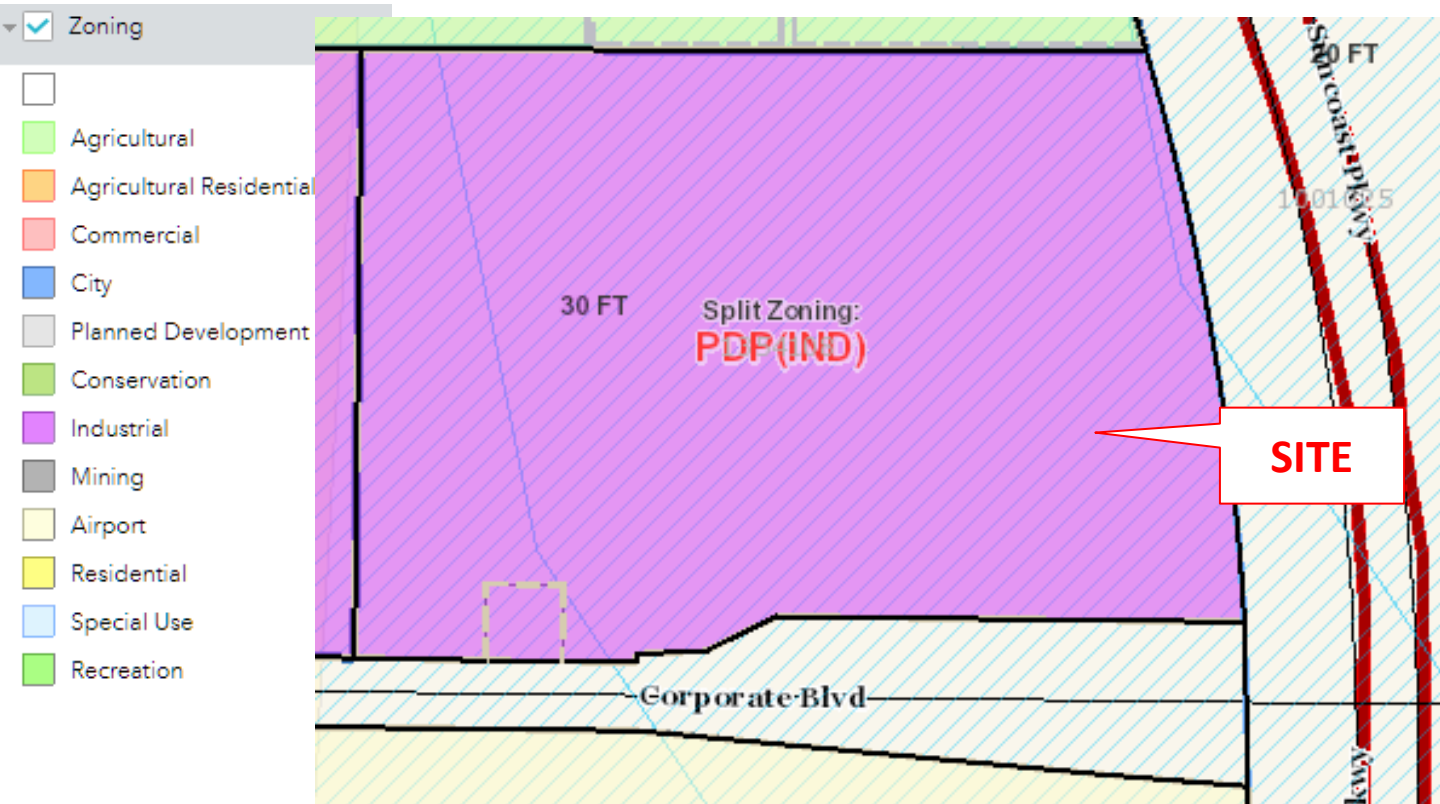 Zoning
Agricultural
Agricultural Residential
Commercial
City
Planned Development
Conservation
Industrial
Mining
Airport
Residential
Special Use
Recreation
30 FT
Split Zoning:
PDP(IND)
SITE
Corporate Blvd
Suncoast Pkwy
FT